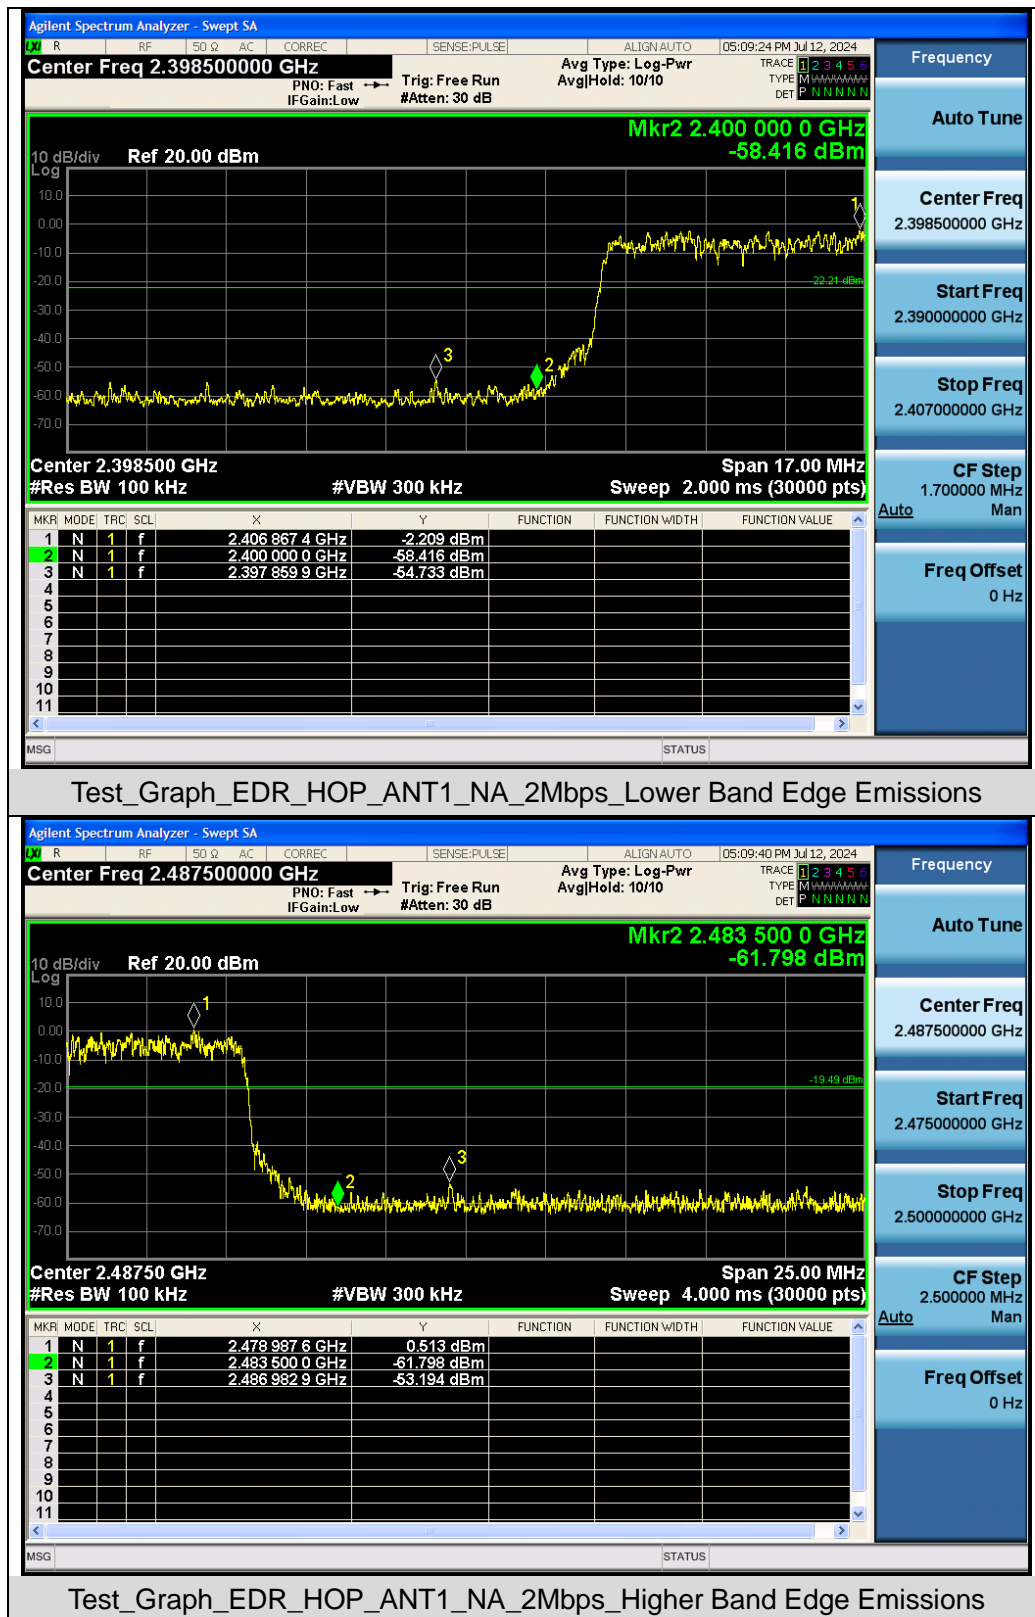 Agilent Spectrum Analyzer - Swept SA
LXI R RF 50 Ω AC CORREC SENSE:PULSE ALIGN AUTO 05:09:24 PM Jul 12, 2024
Center Freq 2.398500000 GHz
PNO: Fast
IFGain:Low
Trig: Free Run
#Atten: 30 dB
Avg Type: Log-Pwr
Avg|Hold: 10/10
TRACE 1 2 3 4 5 6
TYPE M
DET P N N N N N
Mkr2 2.400 000 0 GHz
-58.416 dBm
10 dB/div Ref 20.00 dBm
Log
10.0
0.00
-10.0
-20.0
-30.0
-40.0
-50.0
-60.0
-70.0
1
-22.21 dBm
3
2
Center 2.398500 GHz Span 17.00 MHz
#Res BW 100 kHz #VBW 300 kHz Sweep 2.000 ms (30000 pts)
MKR MODE TRC SCL X Y FUNCTION FUNCTION WIDTH FUNCTION VALUE
1 N 1 f 2.406 867 4 GHz -2.209 dBm
2 N 1 f 2.400 000 0 GHz -58.416 dBm
3 N 1 f 2.397 859 9 GHz -54.733 dBm
4
5
6
7
8
9
10
11
MSG STATUS
Frequency
Auto Tune
Center Freq
2.398500000 GHz
Start Freq
2.390000000 GHz
Stop Freq
2.407000000 GHz
CF Step
1.700000 MHz
Auto Man
Freq Offset
0 Hz
Test_Graph_EDR_HOP_ANT1_NA_2Mbps_Lower Band Edge Emissions
Agilent Spectrum Analyzer - Swept SA
LXI R RF 50 Ω AC CORREC SENSE:PULSE ALIGN AUTO 05:09:40 PM Jul 12, 2024
Center Freq 2.487500000 GHz
PNO: Fast
IFGain:Low
Trig: Free Run
#Atten: 30 dB
Avg Type: Log-Pwr
Avg|Hold: 10/10
TRACE 1 2 3 4 5 6
TYPE M
DET P N N N N N
Mkr2 2.483 500 0 GHz
-61.798 dBm
10 dB/div Ref 20.00 dBm
Log
10.0
0.00
-10.0
-20.0
-30.0
-40.0
-50.0
-60.0
-70.0
1
-19.49 dBm
3
2
Center 2.48750 GHz Span 25.00 MHz
#Res BW 100 kHz #VBW 300 kHz Sweep 4.000 ms (30000 pts)
MKR MODE TRC SCL X Y FUNCTION FUNCTION WIDTH FUNCTION VALUE
1 N 1 f 2.478 987 6 GHz 0.513 dBm
2 N 1 f 2.483 500 0 GHz -61.798 dBm
3 N 1 f 2.486 982 9 GHz -53.194 dBm
4
5
6
7
8
9
10
11
MSG STATUS
Frequency
Auto Tune
Center Freq
2.487500000 GHz
Start Freq
2.475000000 GHz
Stop Freq
2.500000000 GHz
CF Step
2.500000 MHz
Auto Man
Freq Offset
0 Hz
Test_Graph_EDR_HOP_ANT1_NA_2Mbps_Higher Band Edge Emissions